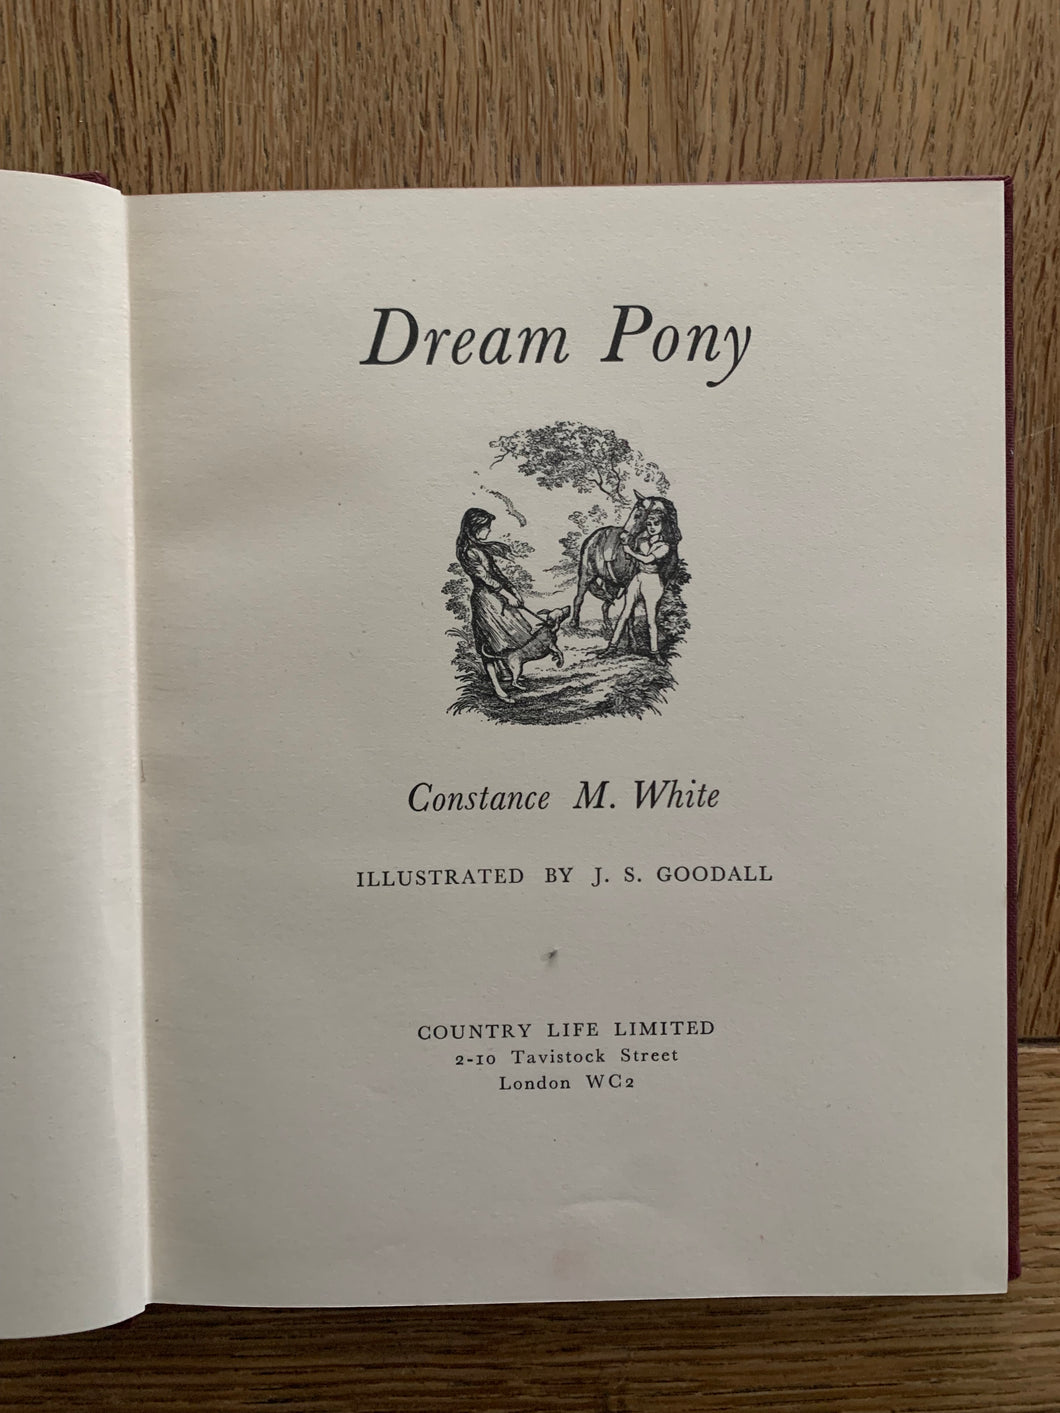 Dream Pony
Constance M. White
ILLUSTRATED BY J. S. GOODALL
COUNTRY LIFE LIMITED
2-10 Tavistock Street
London WC2